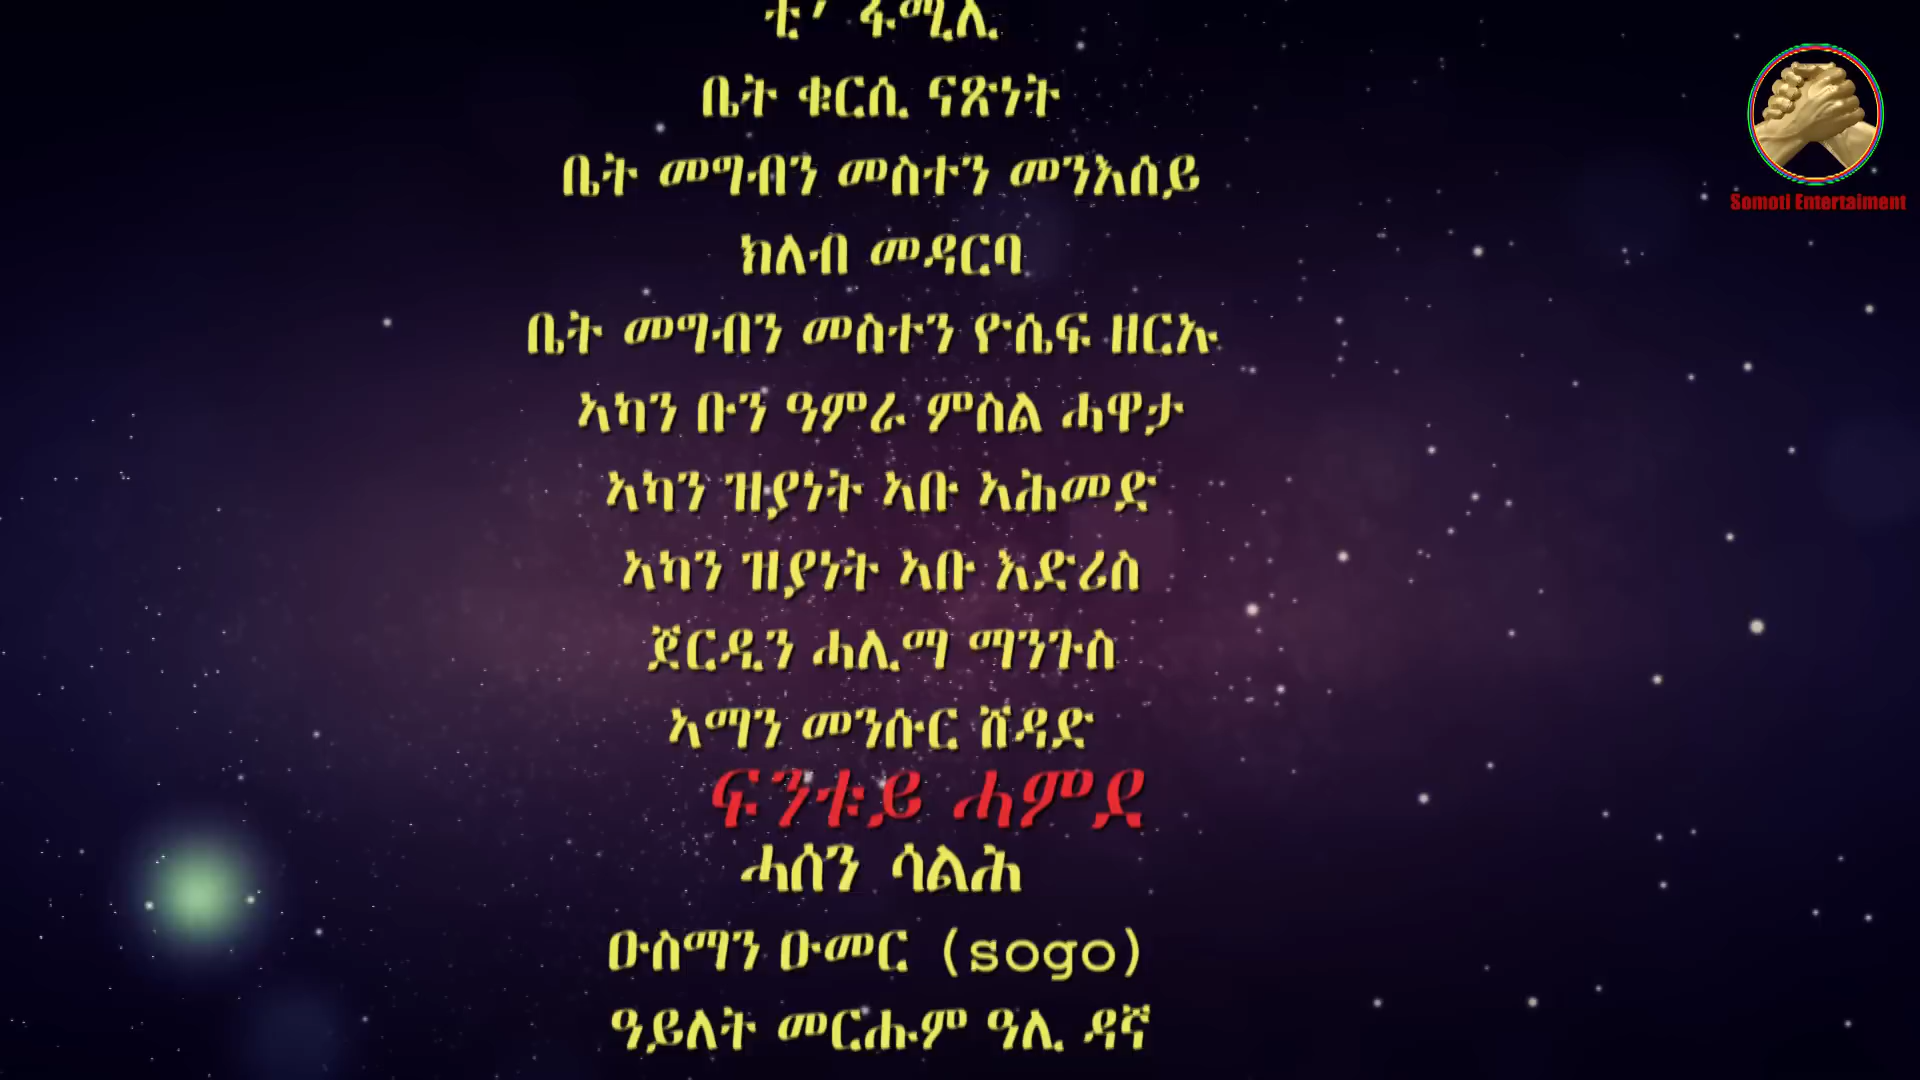 ቲ’ ፋሚሊ
ቤት ቁርሲ ናጽነት
ቤት መግብን መስተን መንእሰይ
ክለብ መዳርባ
ቤት መግብን መስተን ዮሴፍ ዘርኡ
ኣካን ቡን ዓምራ ምስል ሓዋታ
ኣካን ዝያነት ኣቡ ኣሕመድ
ኣካን ዝያነት ኣቡ እድሪስ
ጀርዲን ሓሊማ ማንጉስ
ኣማን መንሱር ሽዳድ
ፍንቱይ ሓምደ
ሓሰን ሳልሕ
ዑስማን ዑመር (sogo)
ዓይለት መርሑም ዓሊ ዳኛ
Somoti Entertaiment